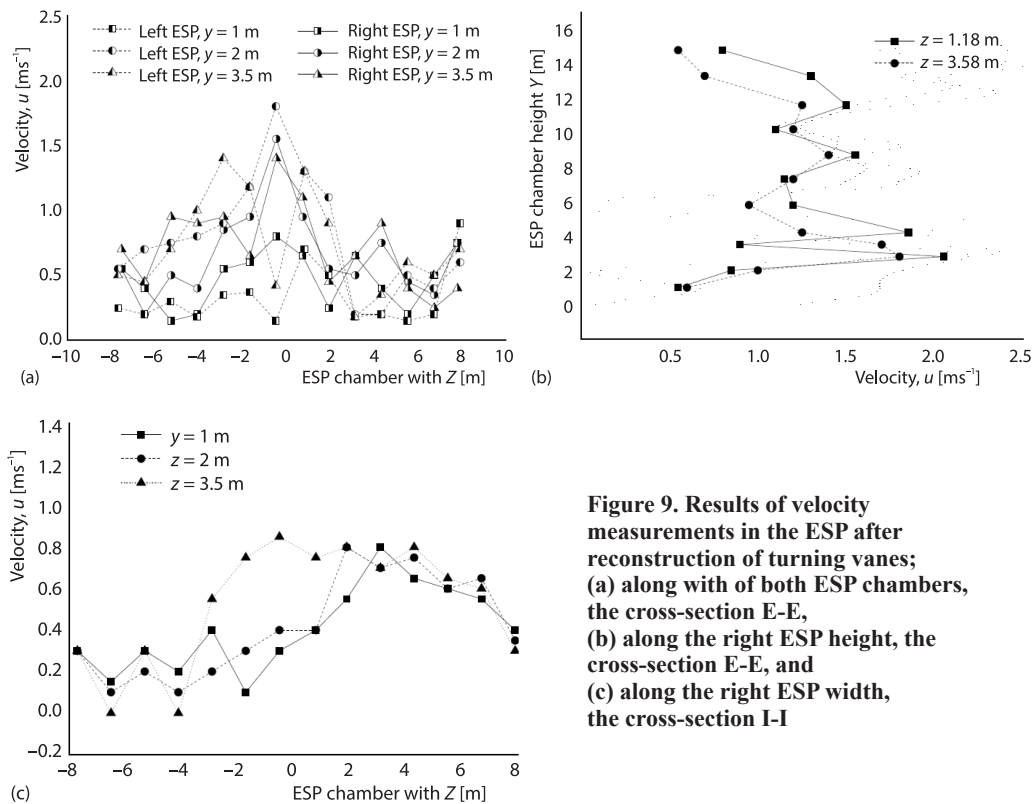 (a)
Velocity, u [ms⁻¹]
2.5
2.0
1.5
1.0
0.5
0.0
Left ESP, y = 1 m
Left ESP, y = 2 m
Left ESP, y = 3.5 m
Right ESP, y = 1 m
Right ESP, y = 2 m
Right ESP, y = 3.5 m
–10 –8 –6 –4 –2 0 2 4 6 8 10
ESP chamber with Z [m]
(b)
ESP chamber height Y [m]
16
14
12
10
8
6
4
2
0
z = 1.18 m
z = 3.58 m
0.5 1.0 1.5 2.0 2.5
Velocity, u [ms⁻¹]
(c)
Velocity, u [ms⁻¹]
1.4
1.2
1.0
0.8
0.6
0.4
0.2
0.0
–0.2
y = 1 m
z = 2 m
z = 3.5 m
–8 –6 –4 –2 0 2 4 6 8
ESP chamber with Z [m]
Figure 9. Results of velocity
measurements in the ESP after
reconstruction of turning vanes;
(a) along with of both ESP chambers,
the cross-section E-E,
(b) along the right ESP height, the
cross-section E-E, and
(c) along the right ESP width,
the cross-section I-I